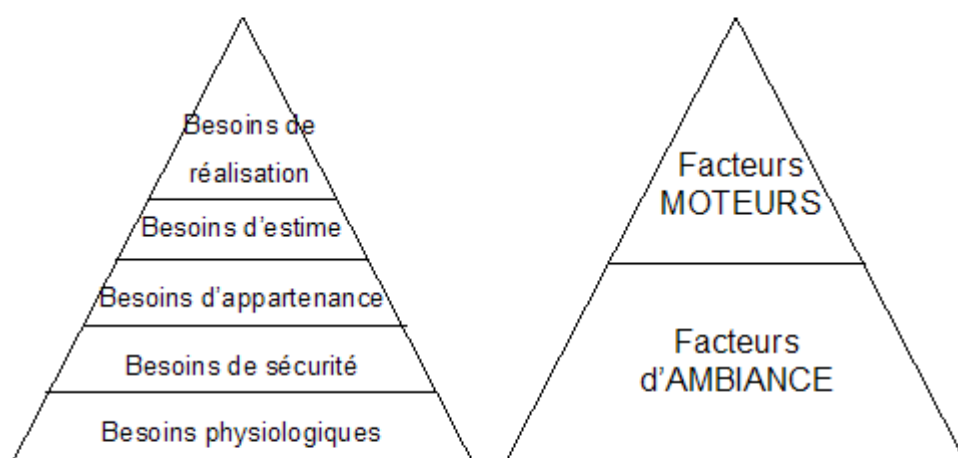 Besoins de
réalisation
Besoins d'estime
Besoins d'appartenance
Besoins de sécurité
Besoins physiologiques
Facteurs
MOTEURS
Facteurs
d'AMBIANCE